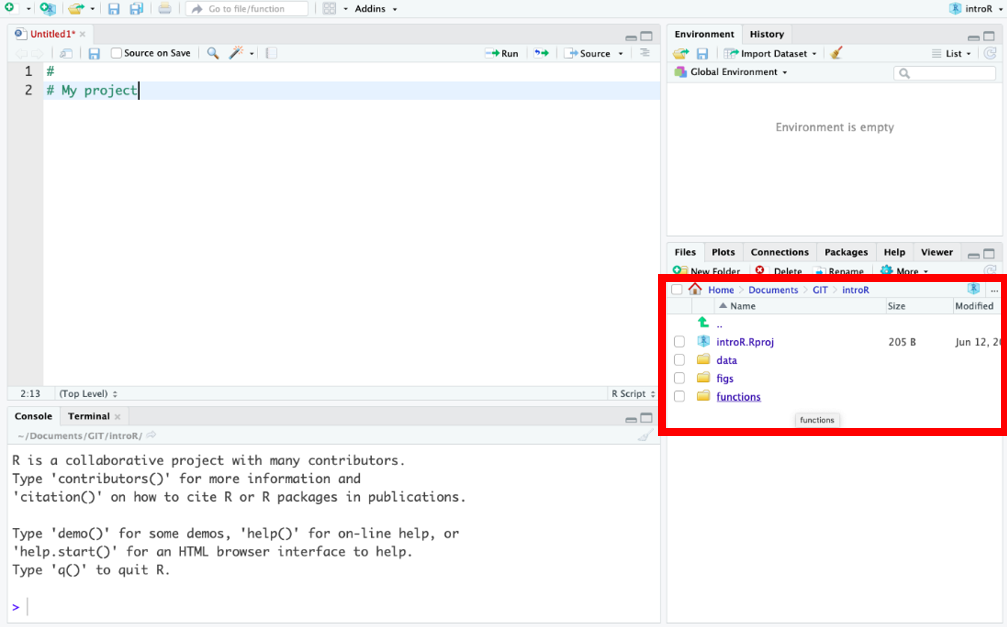 Go to file/function
Addins
introR
Untitled1*
Source on Save
Run
Source
1 #
2 # My project
2:13
(Top Level)
R Script
Console
Terminal
~/Documents/GIT/introR/
R is a collaborative project with many contributors.
Type 'contributors()' for more information and
'citation()' on how to cite R or R packages in publications.
Type 'demo()' for some demos, 'help()' for on-line help, or
'help.start()' for an HTML browser interface to help.
Type 'q()' to quit R.
>
Environment
History
Import Dataset
List
Global Environment
Environment is empty
Files
Plots
Connections
Packages
Help
Viewer
New Folder
Delete
Rename
More
Home
Documents
GIT
introR
...
Name
Size
Modified
..
introR.Rproj
205 B
Jun 12, 20
data
figs
functions
functions